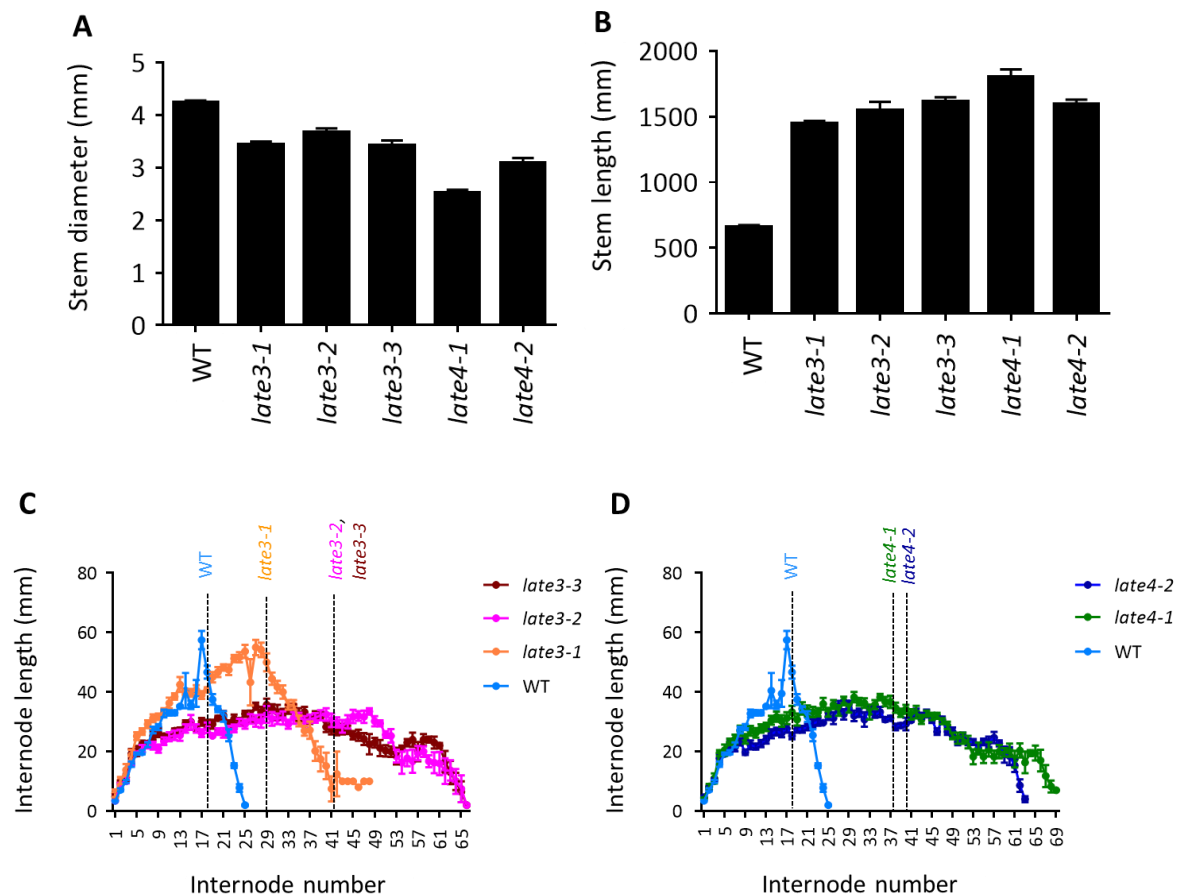 A
Stem diameter (mm)
5
4
3
2
1
0
WT
late3-1
late3-2
late3-3
late4-1
late4-2
B
Stem length (mm)
2000
1500
1000
500
0
WT
late3-1
late3-2
late3-3
late4-1
late4-2
C
WT
late3-1
late3-2,
late3-3
Internode length (mm)
80
60
40
20
0
late3-3
late3-2
late3-1
WT
1 5 9 13 17 21 25 29 33 37 41 45 49 53 57 61 65
Internode number
D
WT
late4-1
late4-2
Internode length (mm)
80
60
40
20
0
late4-2
late4-1
WT
1 5 9 13 17 21 25 29 33 37 41 45 49 53 57 61 65 69
Internode number